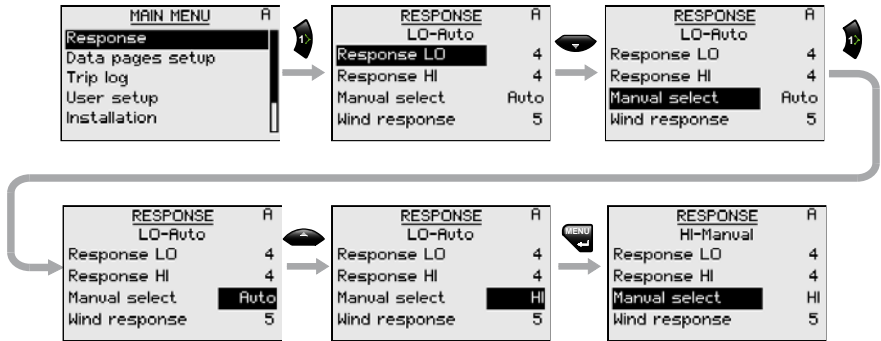 MAIN MENU A
Response
Data pages setup
Trip log
User setup
Installation
1
RESPONSE A
LO-Auto
Response LO 4
Response HI 4
Manual select Auto
Wind response 5
RESPONSE A
LO-Auto
Response LO 4
Response HI 4
Manual select Auto
Wind response 5
1
RESPONSE A
LO-Auto
Response LO 4
Response HI 4
Manual select Auto
Wind response 5
RESPONSE A
LO-Auto
Response LO 4
Response HI 4
Manual select HI
Wind response 5
MENU
RESPONSE A
HI-Manual
Response LO 4
Response HI 4
Manual select HI
Wind response 5